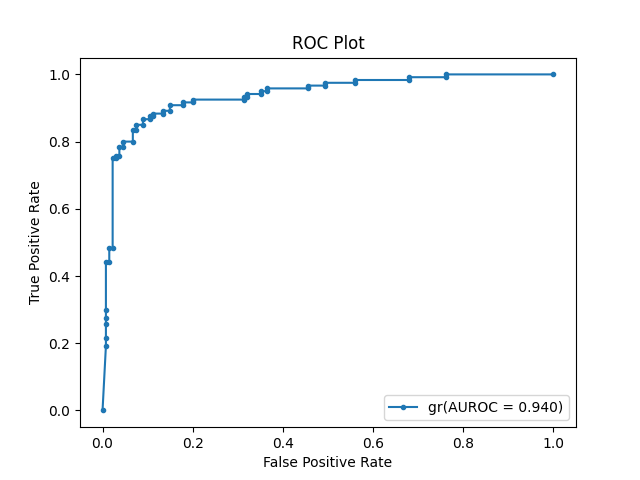 ROC Plot
True Positive Rate
1.0
0.8
0.6
0.4
0.2
0.0
0.0 0.2 0.4 0.6 0.8 1.0
False Positive Rate
gr(AUROC = 0.940)